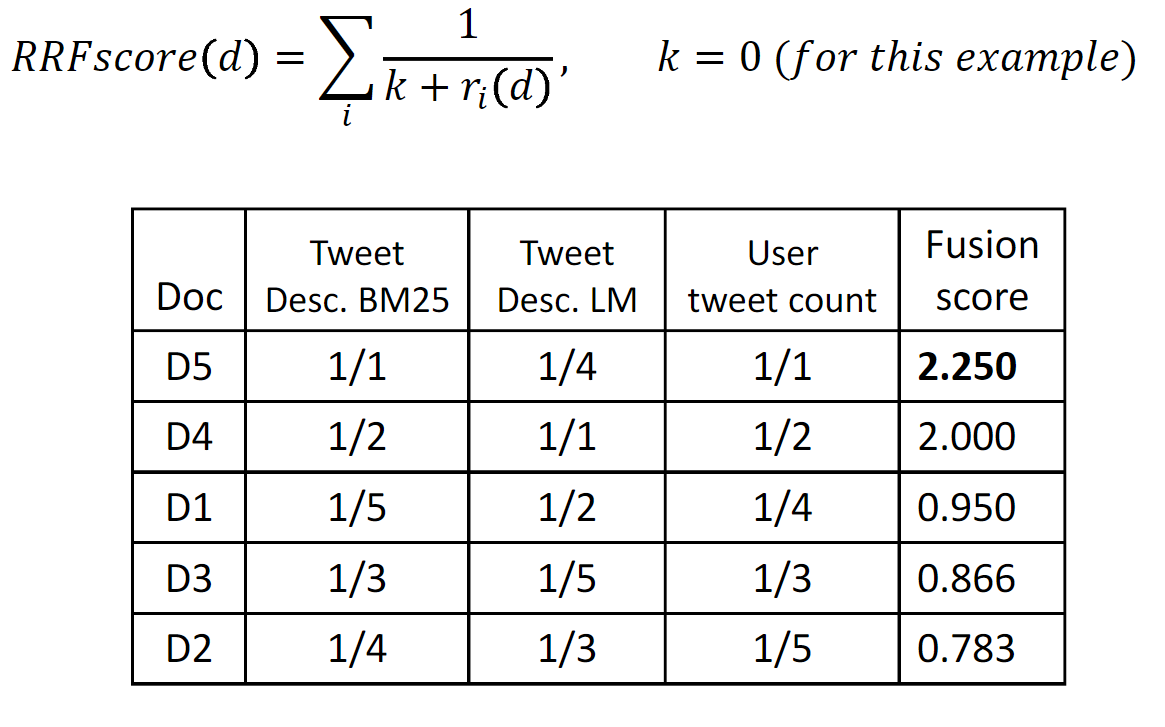 RRFscore(d) = ∑_i 1/(k + r_i(d)), k = 0 (for this example)
Doc | Tweet Desc. BM25 | Tweet Desc. LM | User tweet count | Fusion score
D5 | 1/1 | 1/4 | 1/1 | 2.250
D4 | 1/2 | 1/1 | 1/2 | 2.000
D1 | 1/5 | 1/2 | 1/4 | 0.950
D3 | 1/3 | 1/5 | 1/3 | 0.866
D2 | 1/4 | 1/3 | 1/5 | 0.783